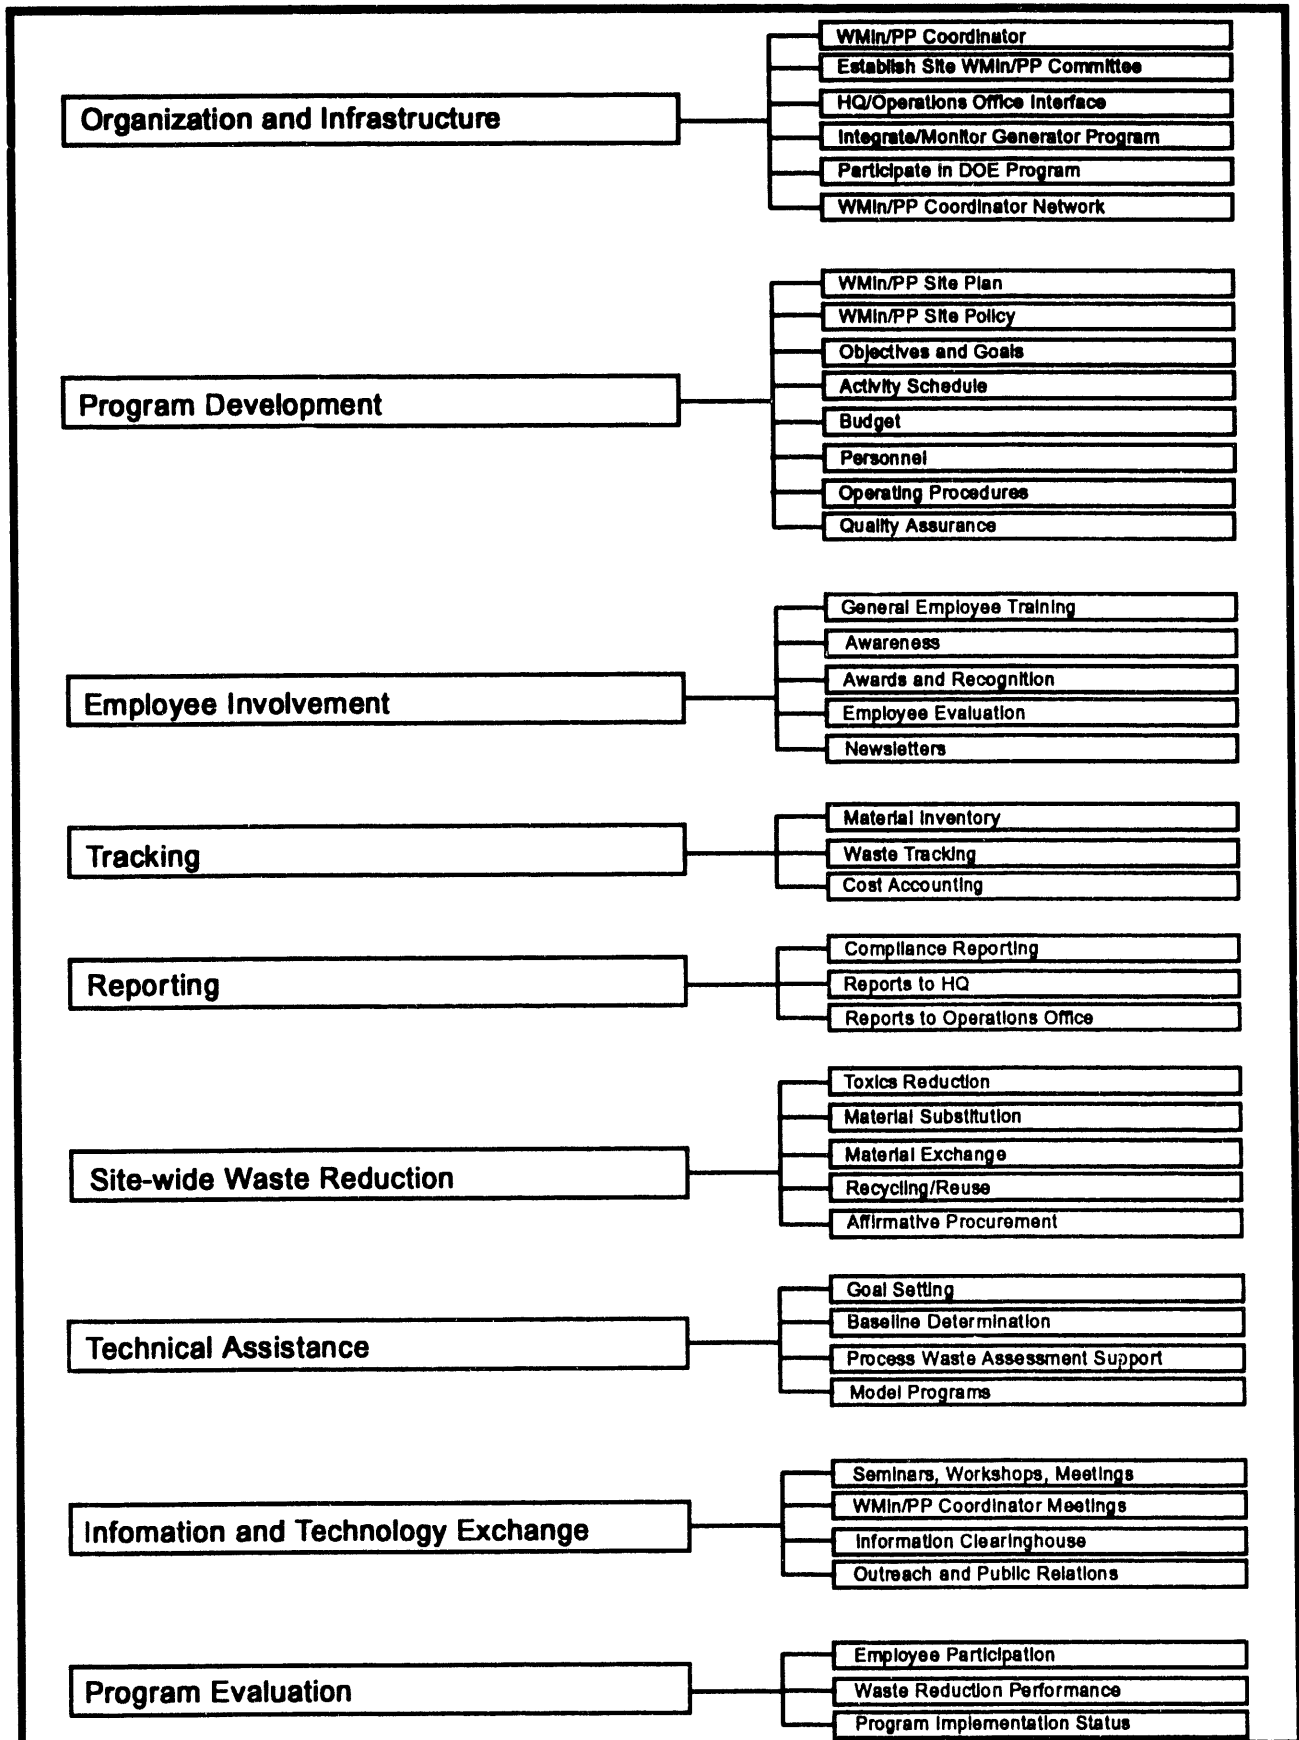 Organization and Infrastructure
WMin/PP Coordinator
Establish Site WMin/PP Committee
HQ/Operations Office Interface
Integrate/Monitor Generator Program
Participate in DOE Program
WMin/PP Coordinator Network
Program Development
WMin/PP Site Plan
WMin/PP Site Policy
Objectives and Goals
Activity Schedule
Budget
Personnel
Operating Procedures
Quality Assurance
Employee Involvement
General Employee Training
Awareness
Awards and Recognition
Employee Evaluation
Newsletters
Tracking
Material Inventory
Waste Tracking
Cost Accounting
Reporting
Compliance Reporting
Reports to HQ
Reports to Operations Office
Site-wide Waste Reduction
Toxics Reduction
Material Substitution
Material Exchange
Recycling/Reuse
Affirmative Procurement
Technical Assistance
Goal Setting
Baseline Determination
Process Waste Assessment Support
Model Programs
Infomation and Technology Exchange
Seminars, Workshops, Meetings
WMin/PP Coordinator Meetings
Information Clearinghouse
Outreach and Public Relations
Program Evaluation
Employee Participation
Waste Reduction Performance
Program Implementation Status